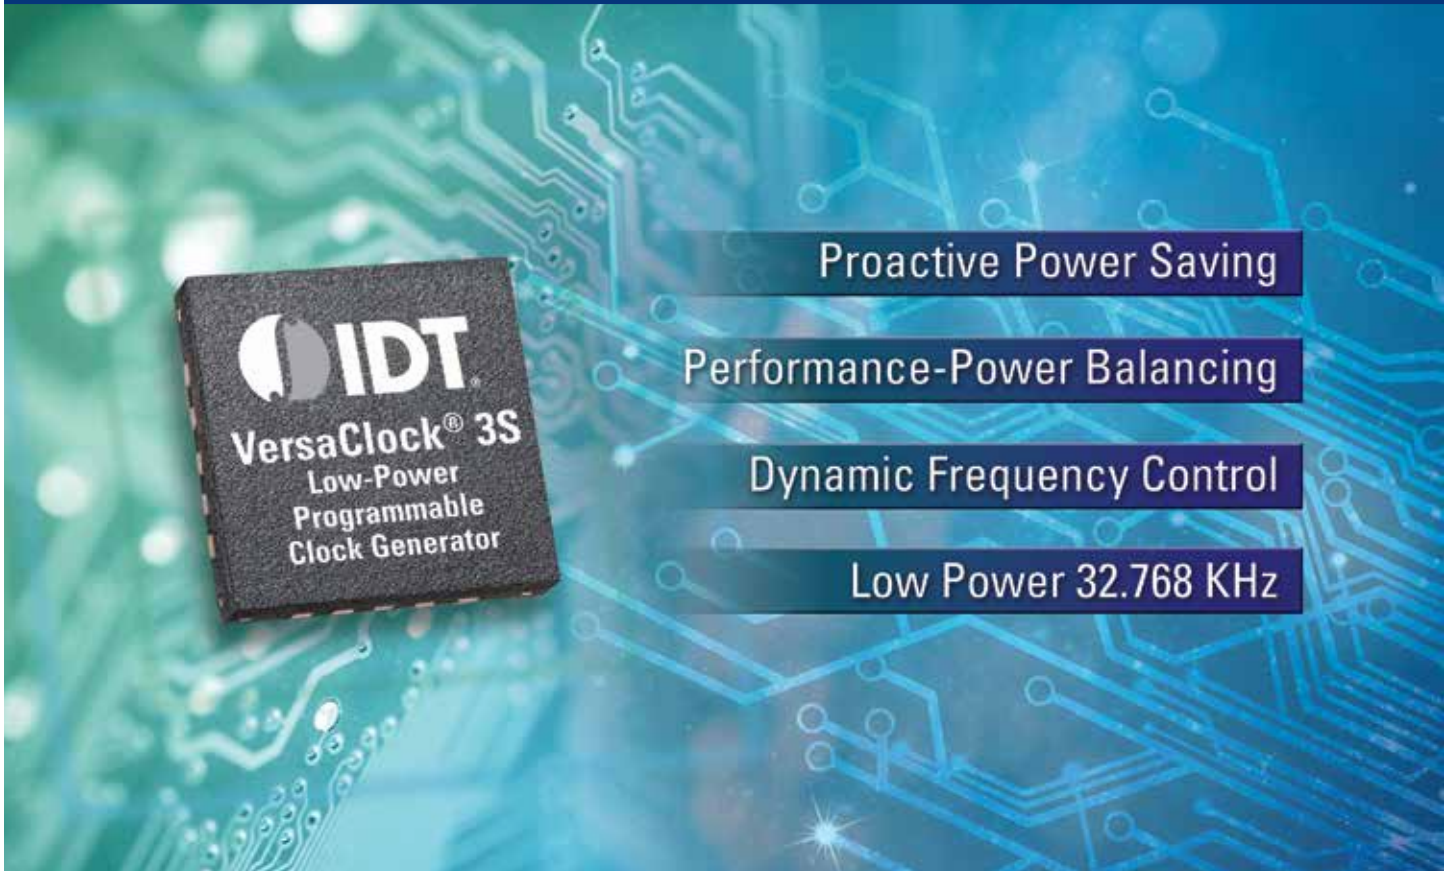 IDT®
VersaClock® 3S
Low-Power
Programmable
Clock Generator
Proactive Power Saving
Performance-Power Balancing
Dynamic Frequency Control
Low Power 32.768 KHz